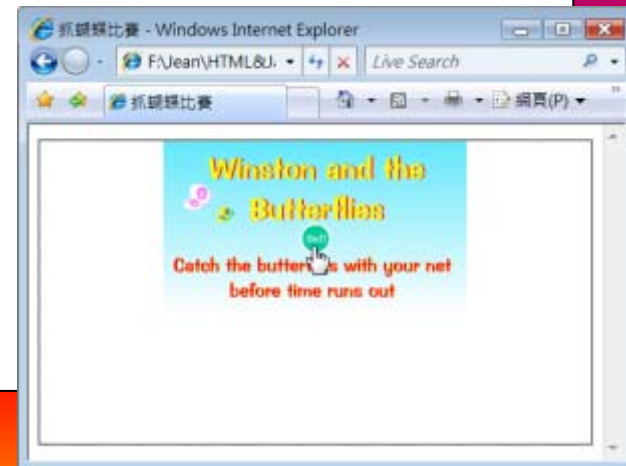 抓蝴蝶比賽 - Windows Internet Explorer
F:\Jean\HTML&J.
Live Search
抓蝴蝶比賽
網頁(P)
Winston and the
Butterflies
Catch the butterflies with your net
before time runs out